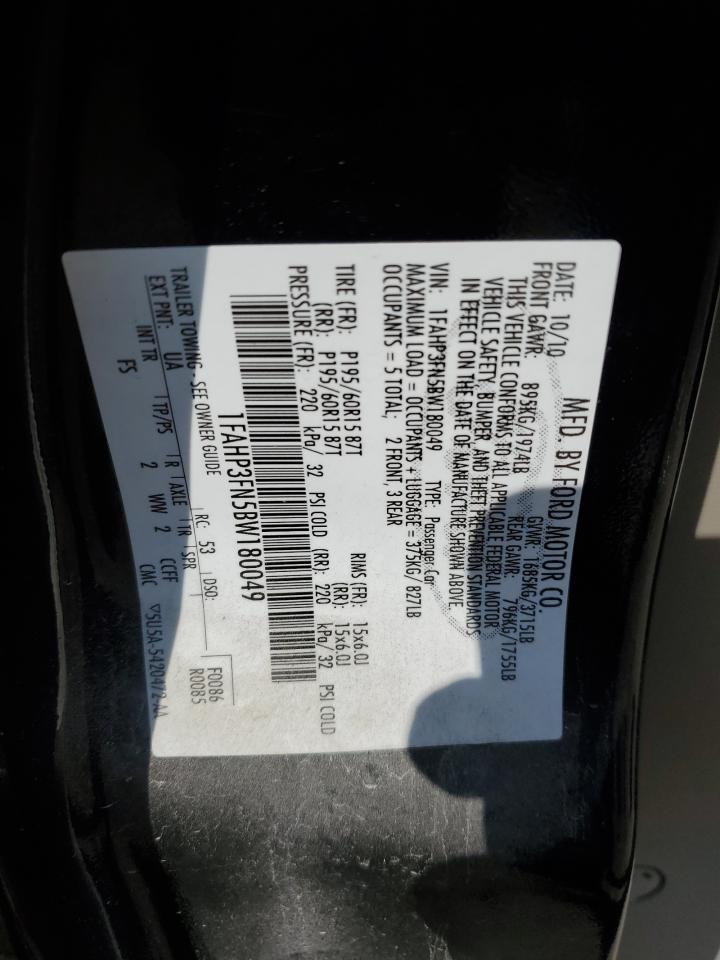 MFD. BY FORD MOTOR CO.
DATE: 10/10 GVWR: 1685KG/3715LB
FRONT GAWR: 895KG/1974LB REAR GAWR: 796KG/1755LB
THIS VEHICLE CONFORMS TO ALL APPLICABLE FEDERAL MOTOR
VEHICLE SAFETY, BUMPER, AND THEFT PREVENTION STANDARDS
IN EFFECT ON THE DATE OF MANUFACTURE SHOWN ABOVE.
VIN: 1FAHP3FN5BW180049 TYPE: Passenger Car
MAXIMUM LOAD = OCCUPANTS + LUGGAGE = 375KG/ 827LB
OCCUPANTS = 5 TOTAL; 2 FRONT, 3 REAR
TIRE (FR): P195/60R15 87T RIMS (FR): 15x6.0J
(RR): P195/60R15 87T (RR): 15x6.0J
PRESSURE (FR): 220 kPa/ 32 PSI COLD (RR): 220 kPa/ 32 PSI COLD
1FAHP3FN5BW180049
F0086
R0085
TRAILER TOWING - SEE OWNER GUIDE
EXT PNT: UA RC: 53 DSO:
INT TR TP/PS R AXLE TR SPR
FS 2 WW 2 CCFF CMC